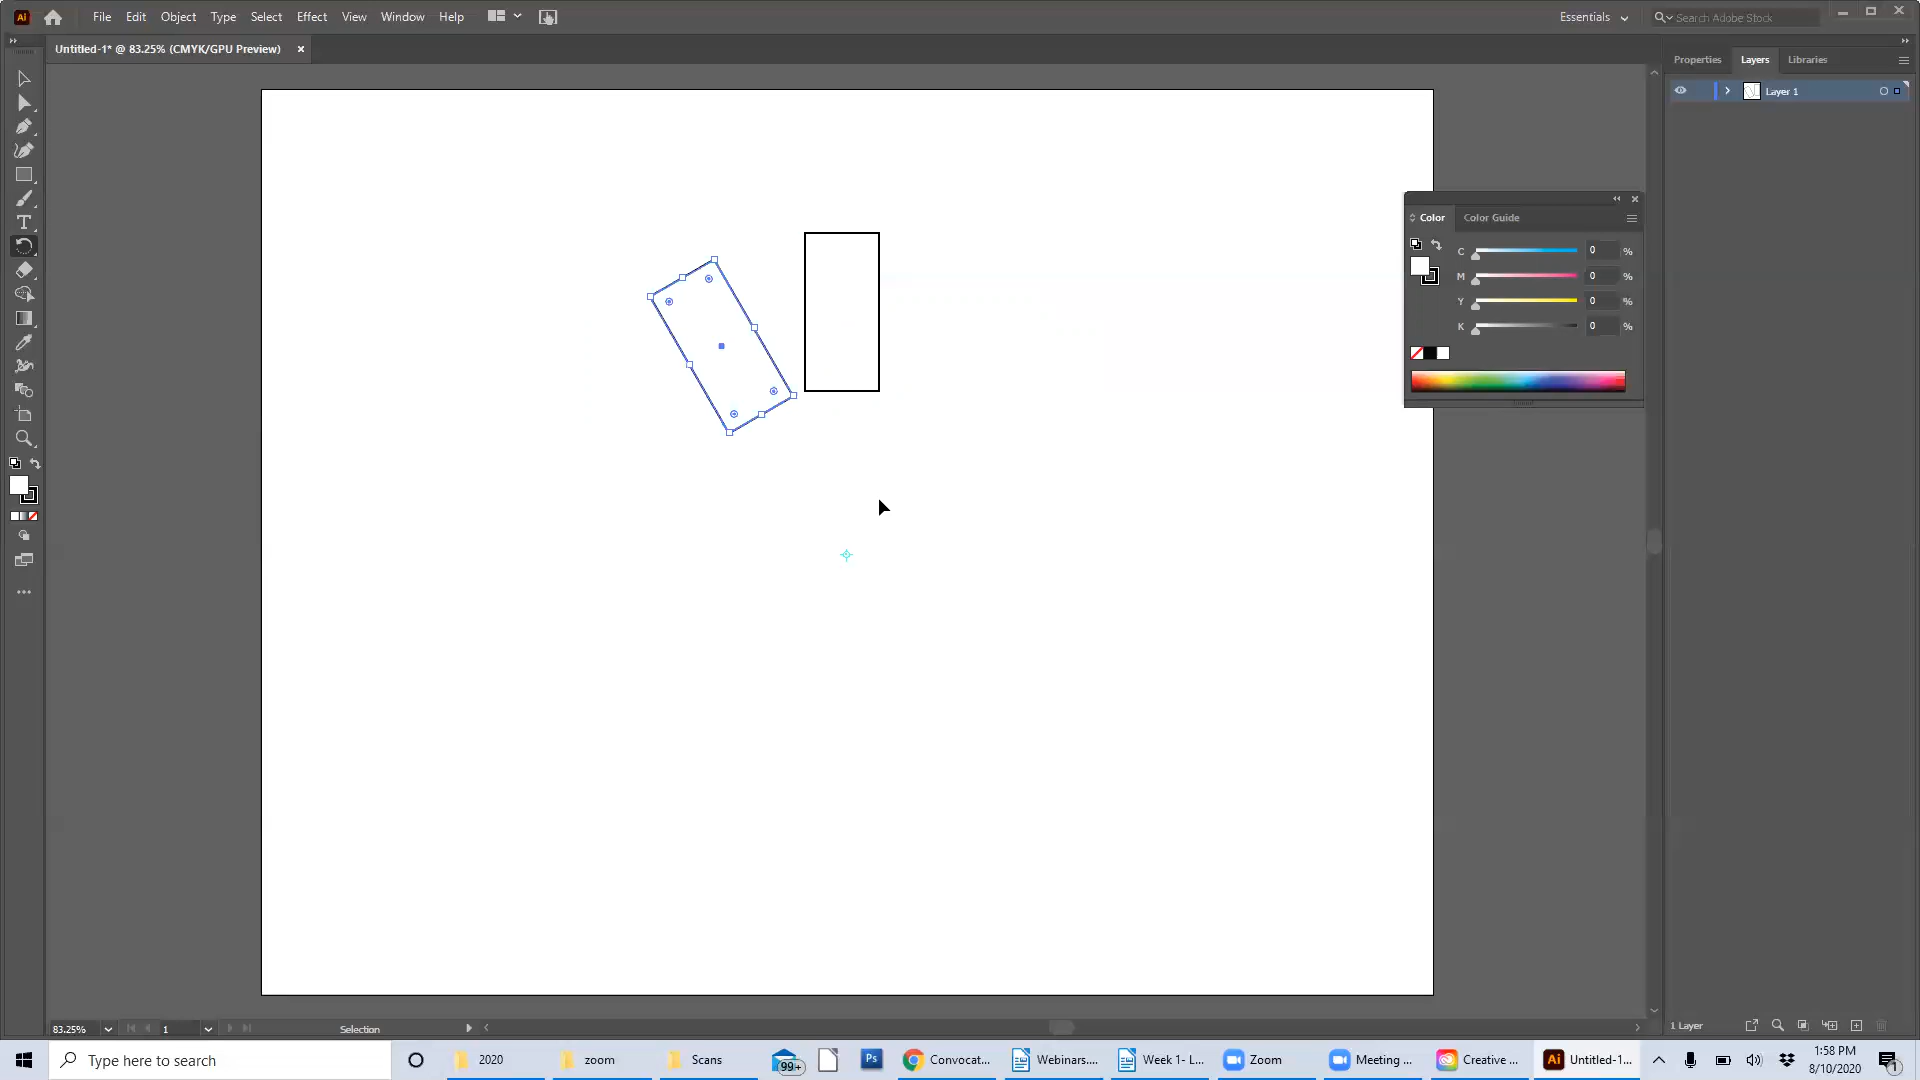 Ai File Edit Object Type Select Effect View Window Help Essentials Search Adobe Stock
Untitled-1* @ 83.25% (CMYK/GPU Preview)
Properties Layers Libraries
Layer 1
Color Color Guide
C 0 %
M 0 %
Y 0 %
K 0 %
T
83.25% 1 Selection
1 Layer
Type here to search 2020 zoom Scans 99+ Ps Convocat... Webinars.... Week 1- L... Zoom Meeting ... Creative ... Ai Untitled-1...
1:58 PM
8/10/2020
1